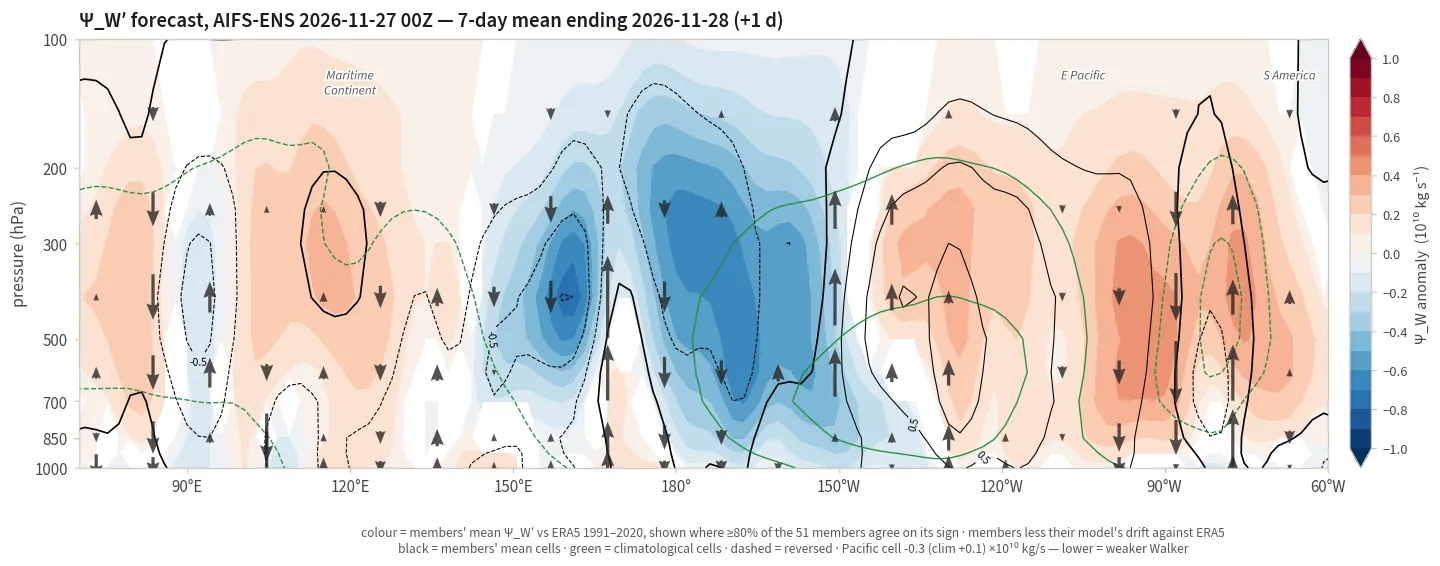 Ψ_W′ forecast, AIFS-ENS 2026-11-27 00Z — 7-day mean ending 2026-11-28 (+1 d)
100
200
300
400
500
700
850
1000
pressure (hPa)
Maritime
Continent
E Pacific
S America
-0.5
-0.5
0.5
0.5
90°E
120°E
150°E
180°
150°W
120°W
90°W
60°W
1.0
0.8
0.6
0.4
0.2
0.0
−0.2
−0.4
−0.6
−0.8
−1.0
Ψ_W anomaly (10¹⁰ kg s⁻¹)
colour = members' mean Ψ_W′ vs ERA5 1991–2020, shown where ≥80% of the 51 members agree on its sign · members less their model's drift against ERA5
black = members' mean cells · green = climatological cells · dashed = reversed · Pacific cell -0.3 (clim +0.1) ×10¹⁰ kg/s — lower = weaker Walker